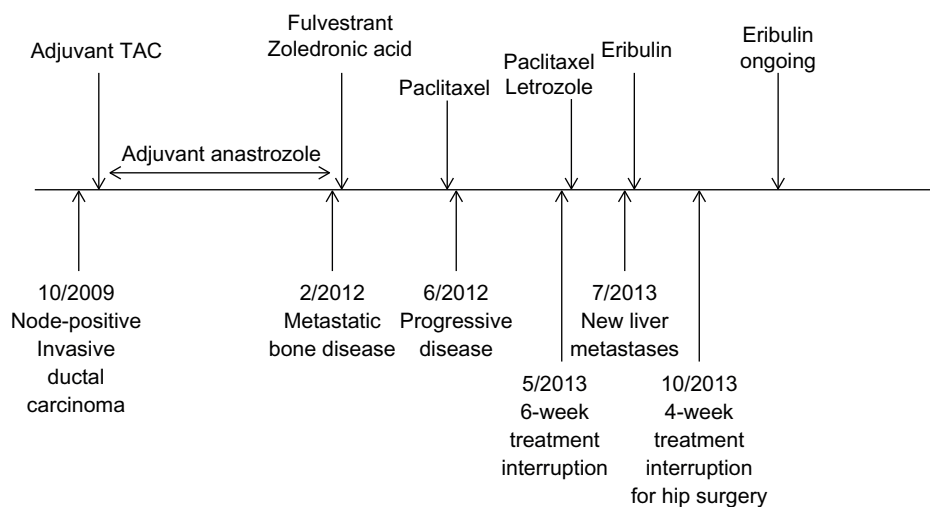 Adjuvant TAC
Fulvestrant
Zoledronic acid
Paclitaxel
Paclitaxel
Letrozole
Eribulin
Eribulin
ongoing
Adjuvant anastrozole
10/2009
Node-positive
Invasive
ductal
carcinoma
2/2012
Metastatic
bone disease
6/2012
Progressive
disease
5/2013
6-week
treatment
interruption
7/2013
New liver
metastases
10/2013
4-week
treatment
interruption
for hip surgery